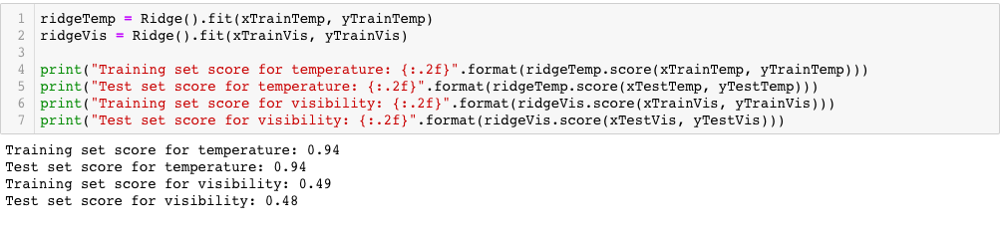 1 ridgeTemp = Ridge().fit(xTrainTemp, yTrainTemp)
2 ridgeVis = Ridge().fit(xTrainVis, yTrainVis)
3
4 print("Training set score for temperature: {:.2f}".format(ridgeTemp.score(xTrainTemp, yTrainTemp)))
5 print("Test set score for temperature: {:.2f}".format(ridgeTemp.score(xTestTemp, yTestTemp)))
6 print("Training set score for visibility: {:.2f}".format(ridgeVis.score(xTrainVis, yTrainVis)))
7 print("Test set score for visibility: {:.2f}".format(ridgeVis.score(xTestVis, yTestVis)))
Training set score for temperature: 0.94
Test set score for temperature: 0.94
Training set score for visibility: 0.49
Test set score for visibility: 0.48